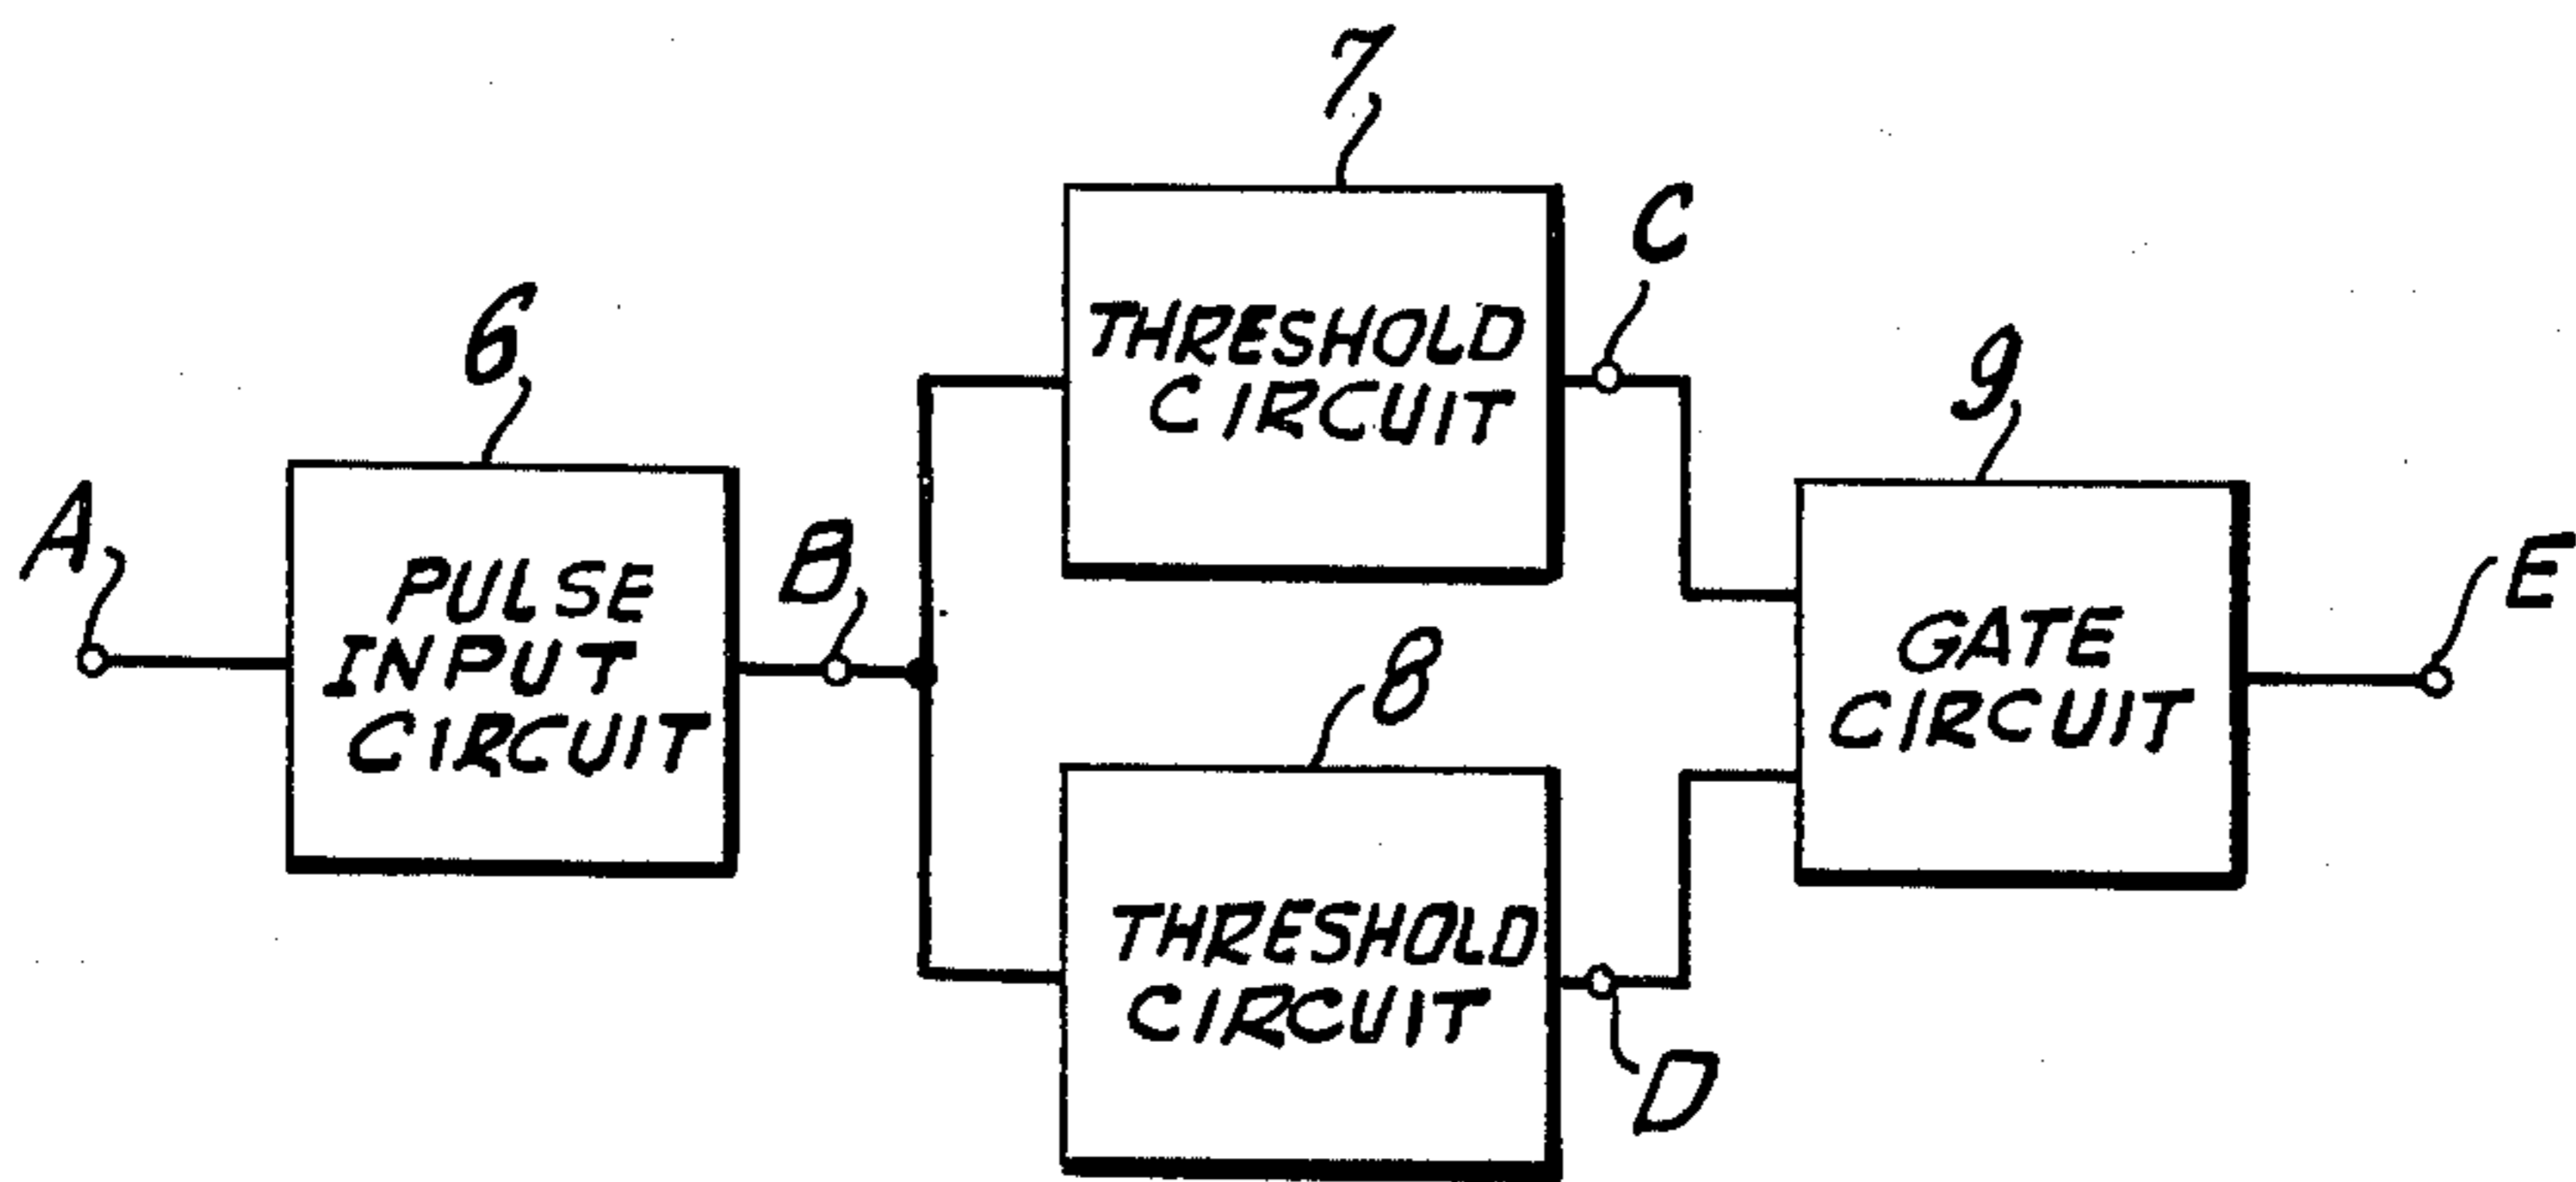 7
C
6
THRESHOLD
CIRCUIT
9
A
B
PULSE
INPUT
CIRCUIT
E
GATE
CIRCUIT
8
THRESHOLD
CIRCUIT
D